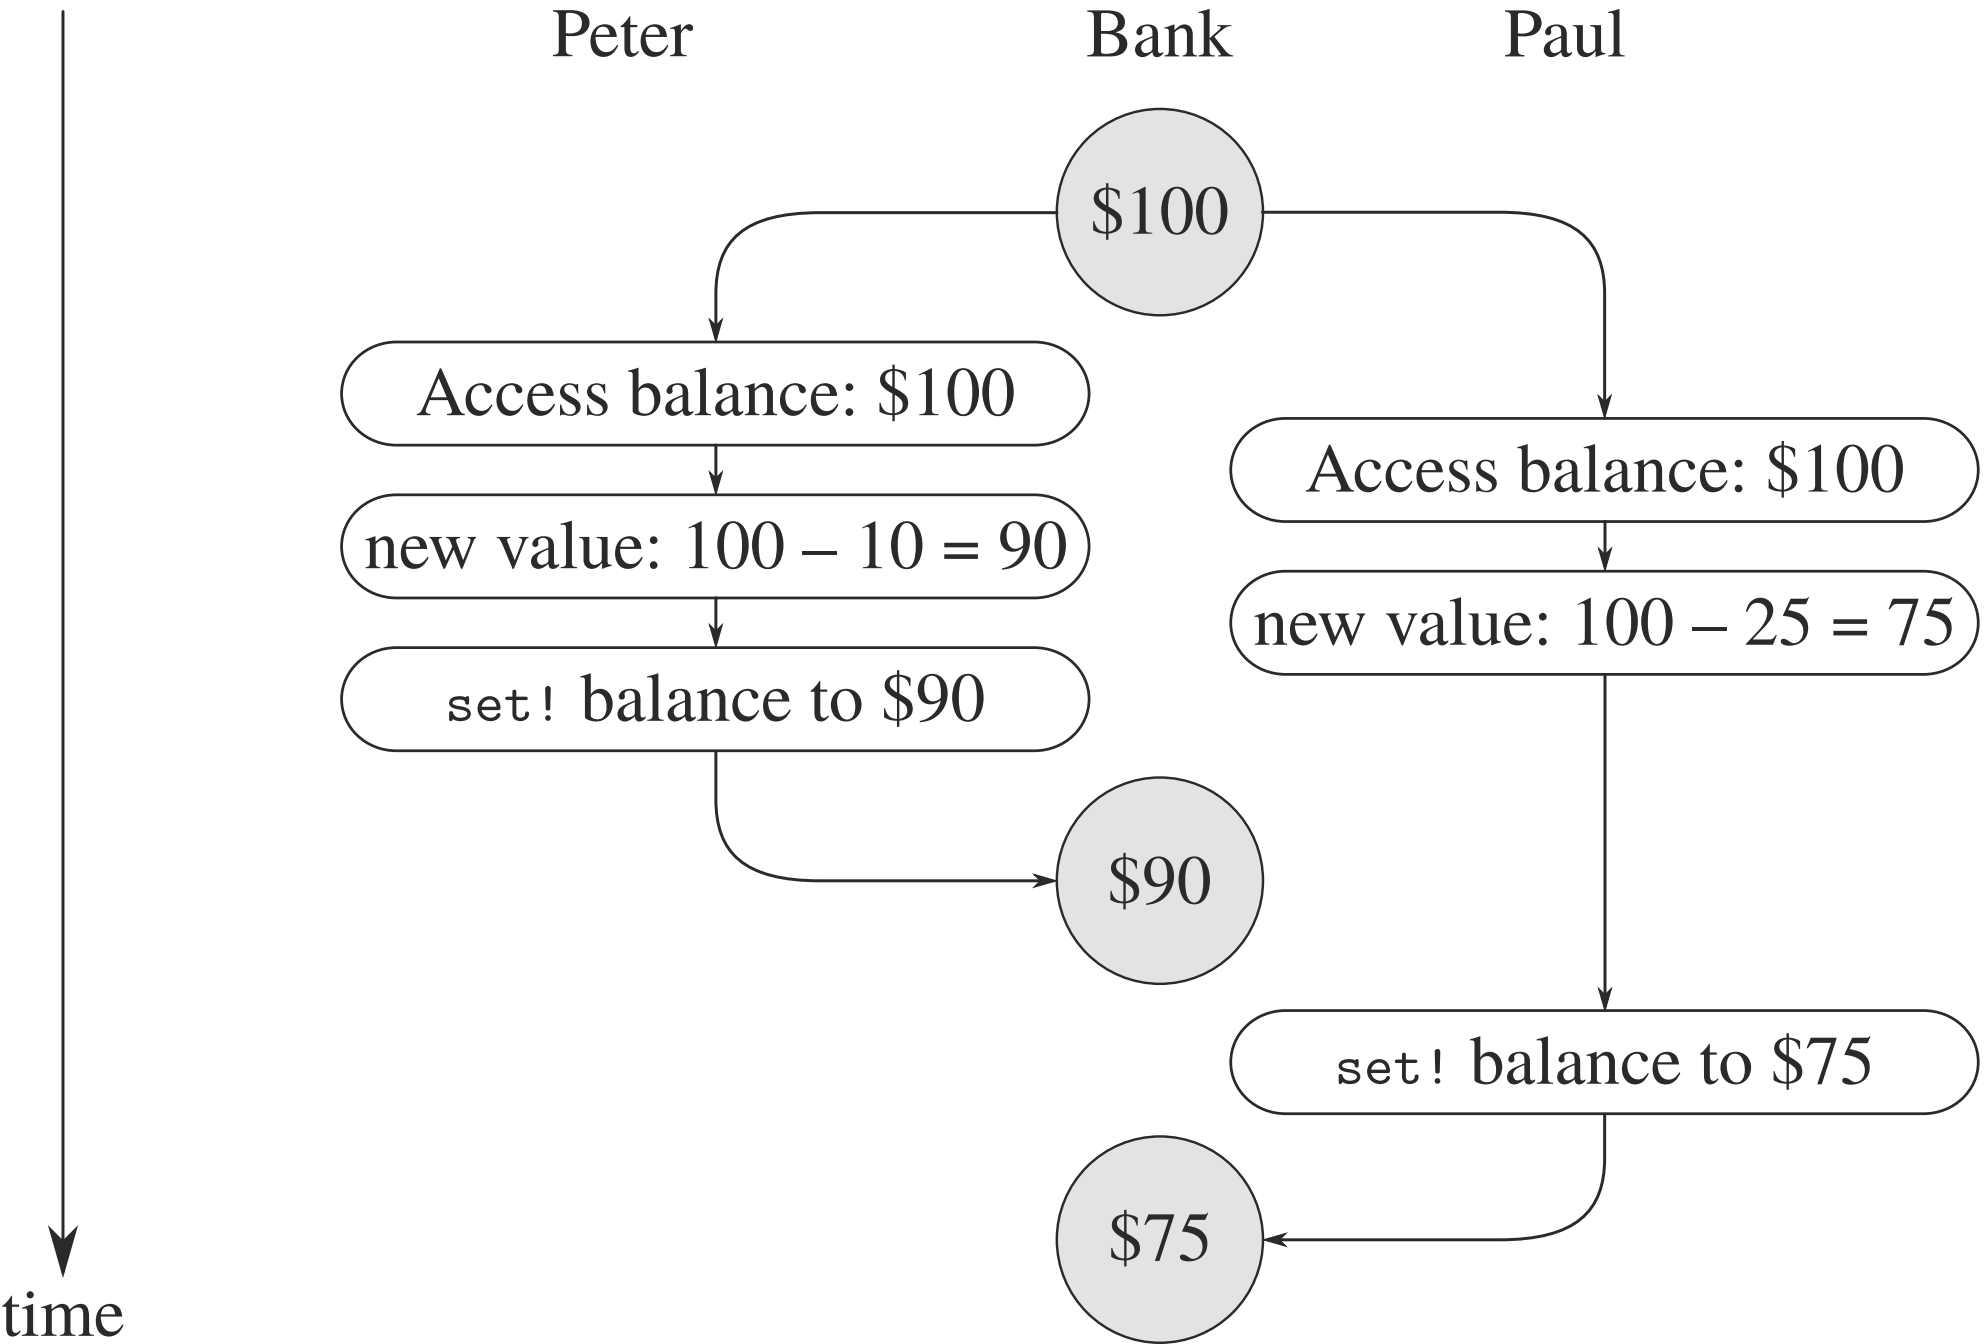 Peter Bank Paul
$100
Access balance: $100
Access balance: $100
new value: 100 – 10 = 90
new value: 100 – 25 = 75
set! balance to $90
$90
set! balance to $75
$75
time